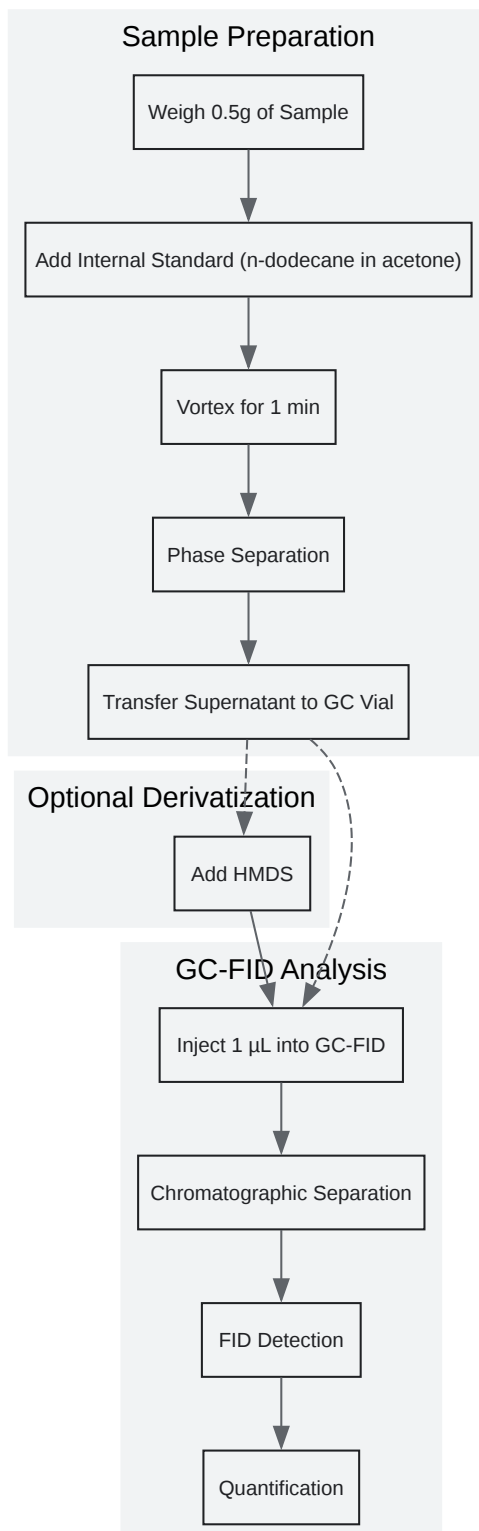 Sample Preparation
Weigh 0.5g of Sample
Add Internal Standard (n-dodecane in acetone)
Vortex for 1 min
Phase Separation
Transfer Supernatant to GC Vial
Optional Derivatization
Add HMDS
GC-FID Analysis
Inject 1 µL into GC-FID
Chromatographic Separation
FID Detection
Quantification